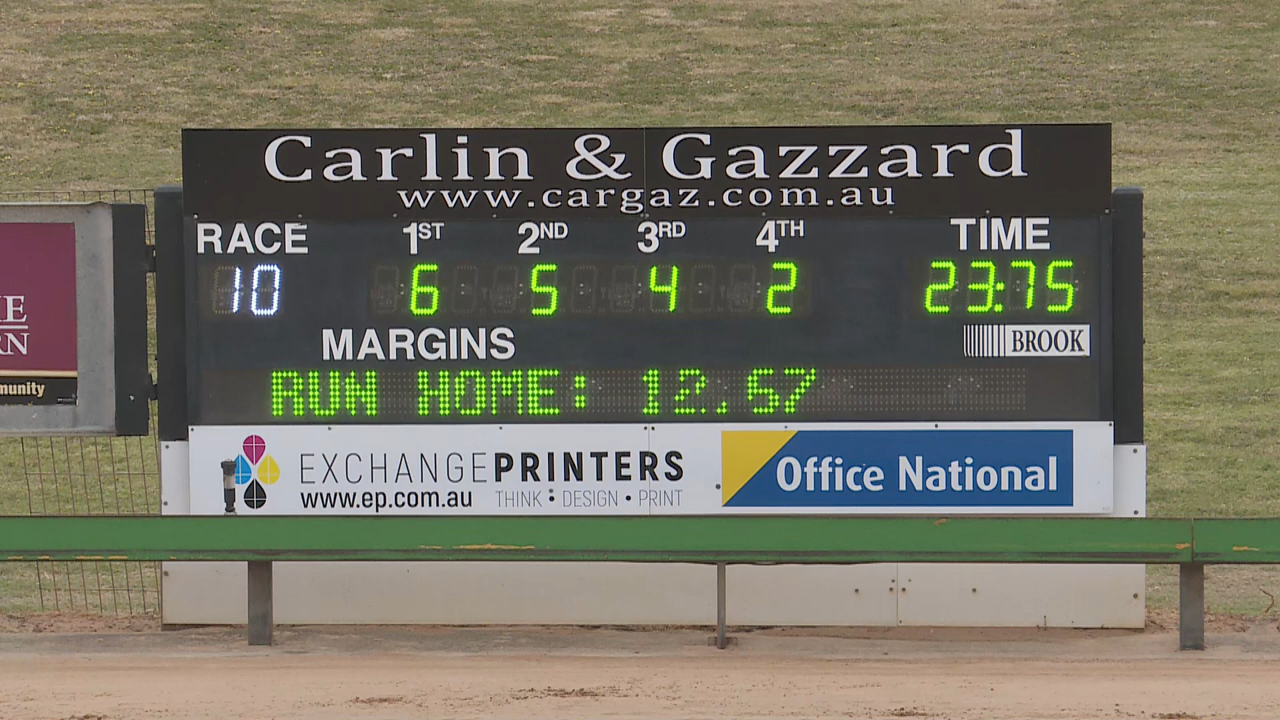 Carlin & Gazzard
www.cargaz.com.au
RACE 1ST 2ND 3RD 4TH TIME
10 6 5 4 2 23:75
MARGINS
BROOK
RUN HOME: 12.57
EXCHANGEPRINTERS
www.ep.com.au THINK • DESIGN • PRINT
Office National